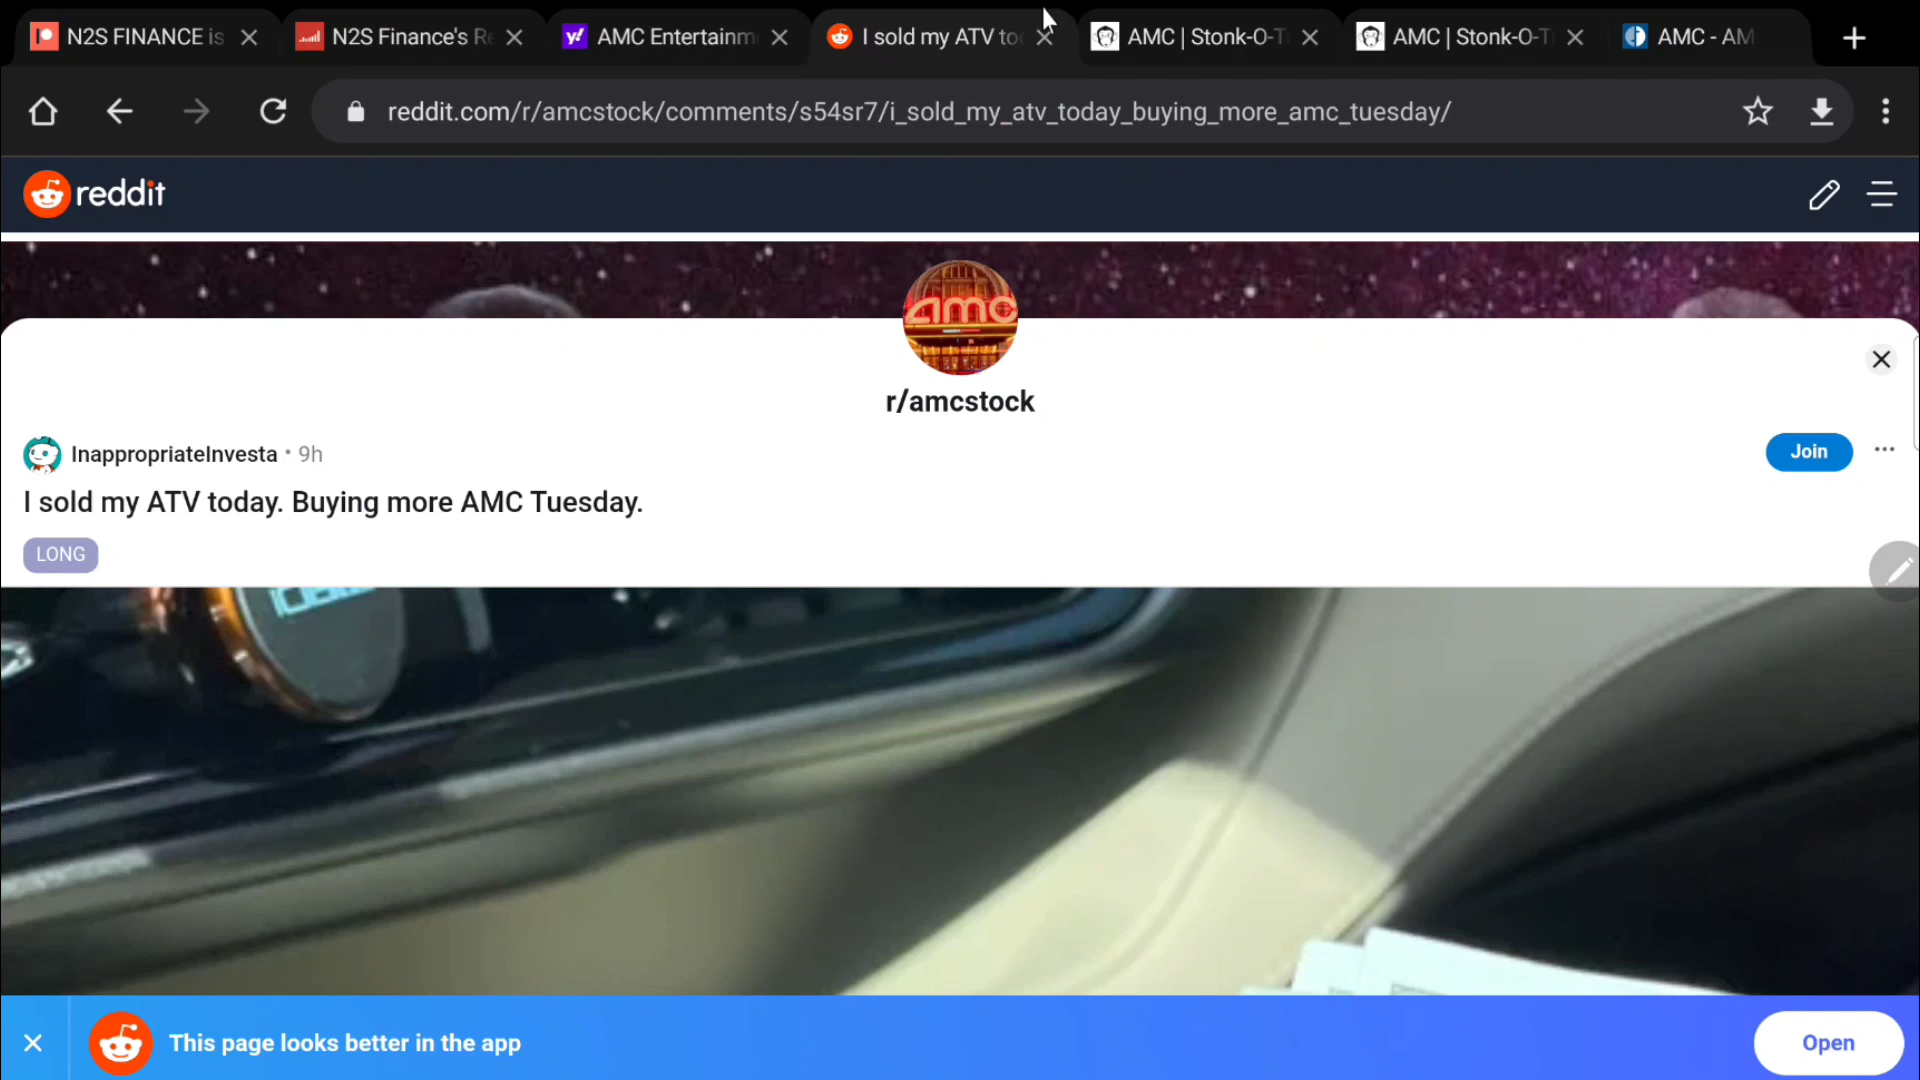 N2S FINANCE is
N2S Finance's Re
AMC Entertainm
I sold my ATV to
AMC | Stonk-O-T
AMC | Stonk-O-T
AMC - AM
reddit.com/r/amcstock/comments/s54sr7/i_sold_my_atv_today_buying_more_amc_tuesday/
reddit
amc
r/amcstock
InappropriateInvesta • 9h
Join
I sold my ATV today. Buying more AMC Tuesday.
LONG
This page looks better in the app
Open